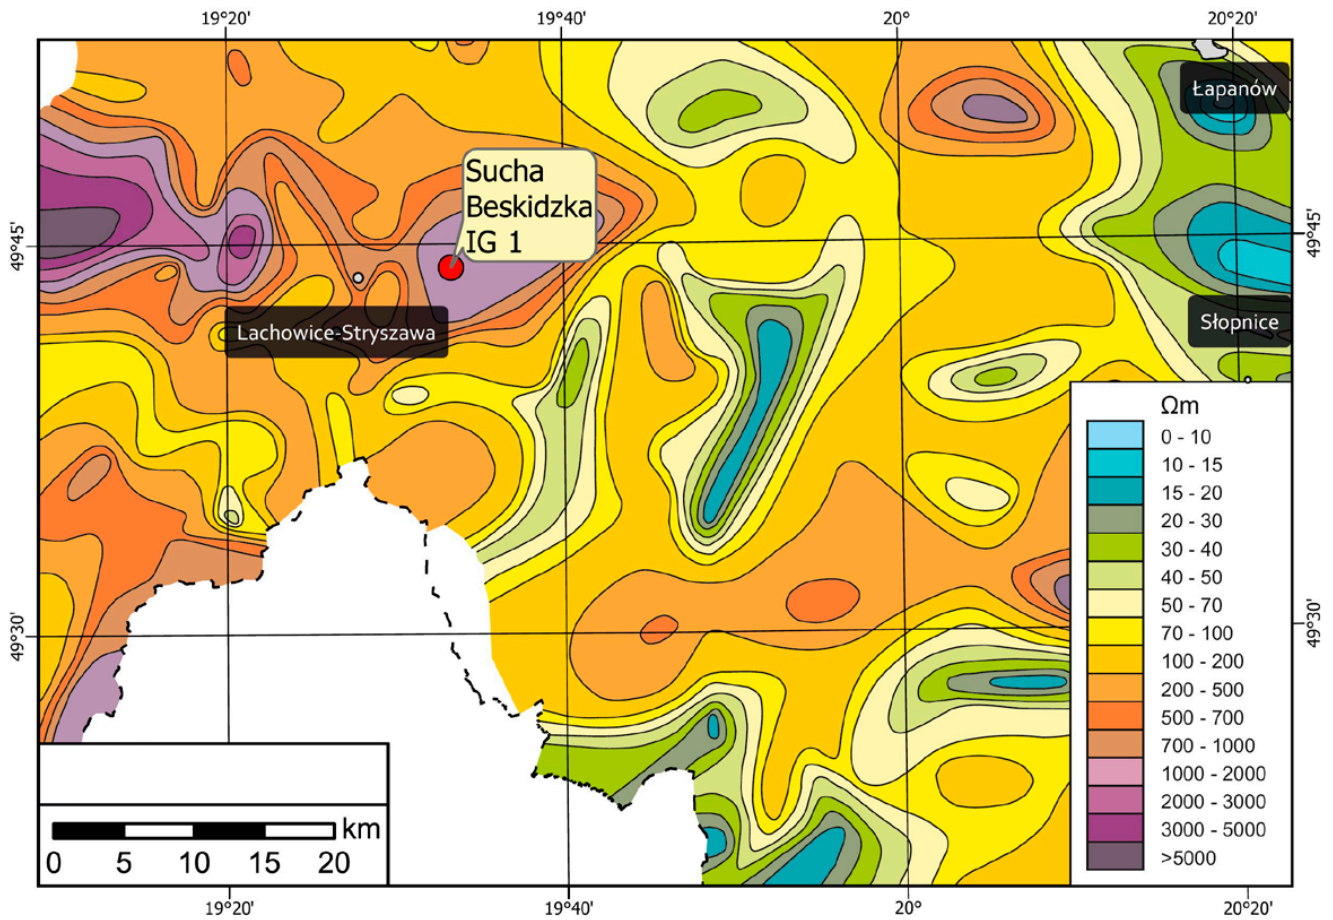 19°20'
19°40'
20°
20°20'
Łapanów
Sucha
Beskidzka
IG 1
49°45'
49°45'
Słopnice
Lachowice-Stryszawa
Ωm
0 - 10
10 - 15
15 - 20
20 - 30
30 - 40
40 - 50
50 - 70
70 - 100
100 - 200
200 - 500
500 - 700
700 - 1000
1000 - 2000
2000 - 3000
3000 - 5000
>5000
49°30'
49°30'
km
0 5 10 15 20
19°20'
19°40'
20°
20°20'